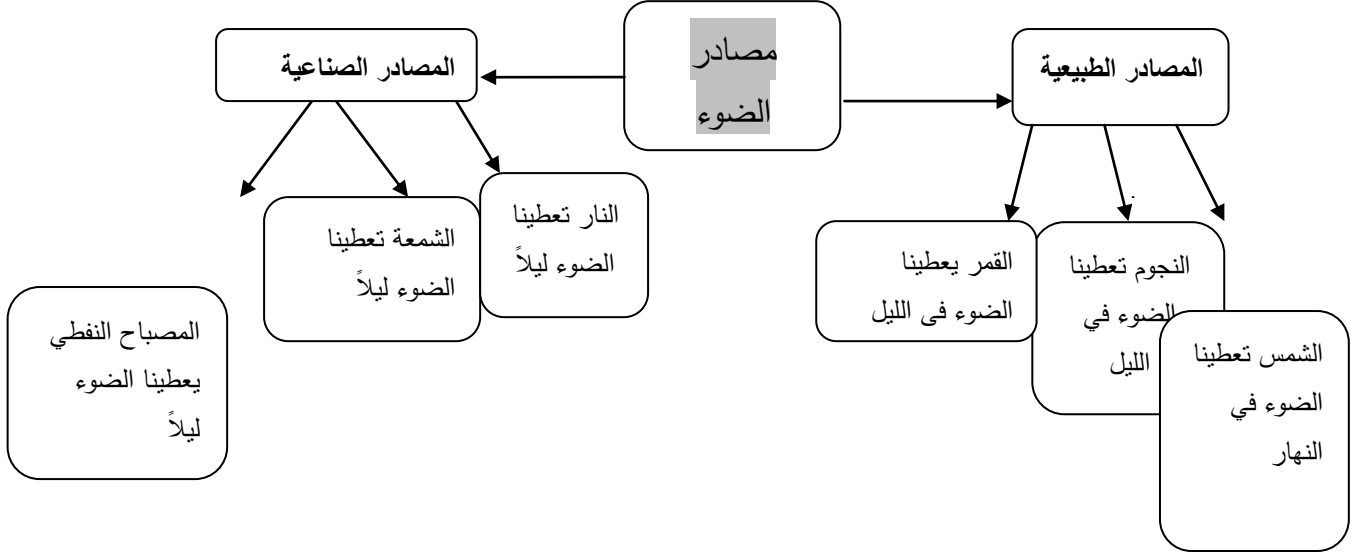 مصادر
الضوء
المصادر الطبيعية
المصادر الصناعية
الشمس تعطينا
الضوء في
النهار
النجوم تعطينا
الضوء في
الليل
القمر يعطينا
الضوء فى الليل
النار تعطينا
الضوء ليلاً
الشمعة تعطينا
الضوء ليلاً
المصباح النفطي
يعطينا الضوء
ليلاً